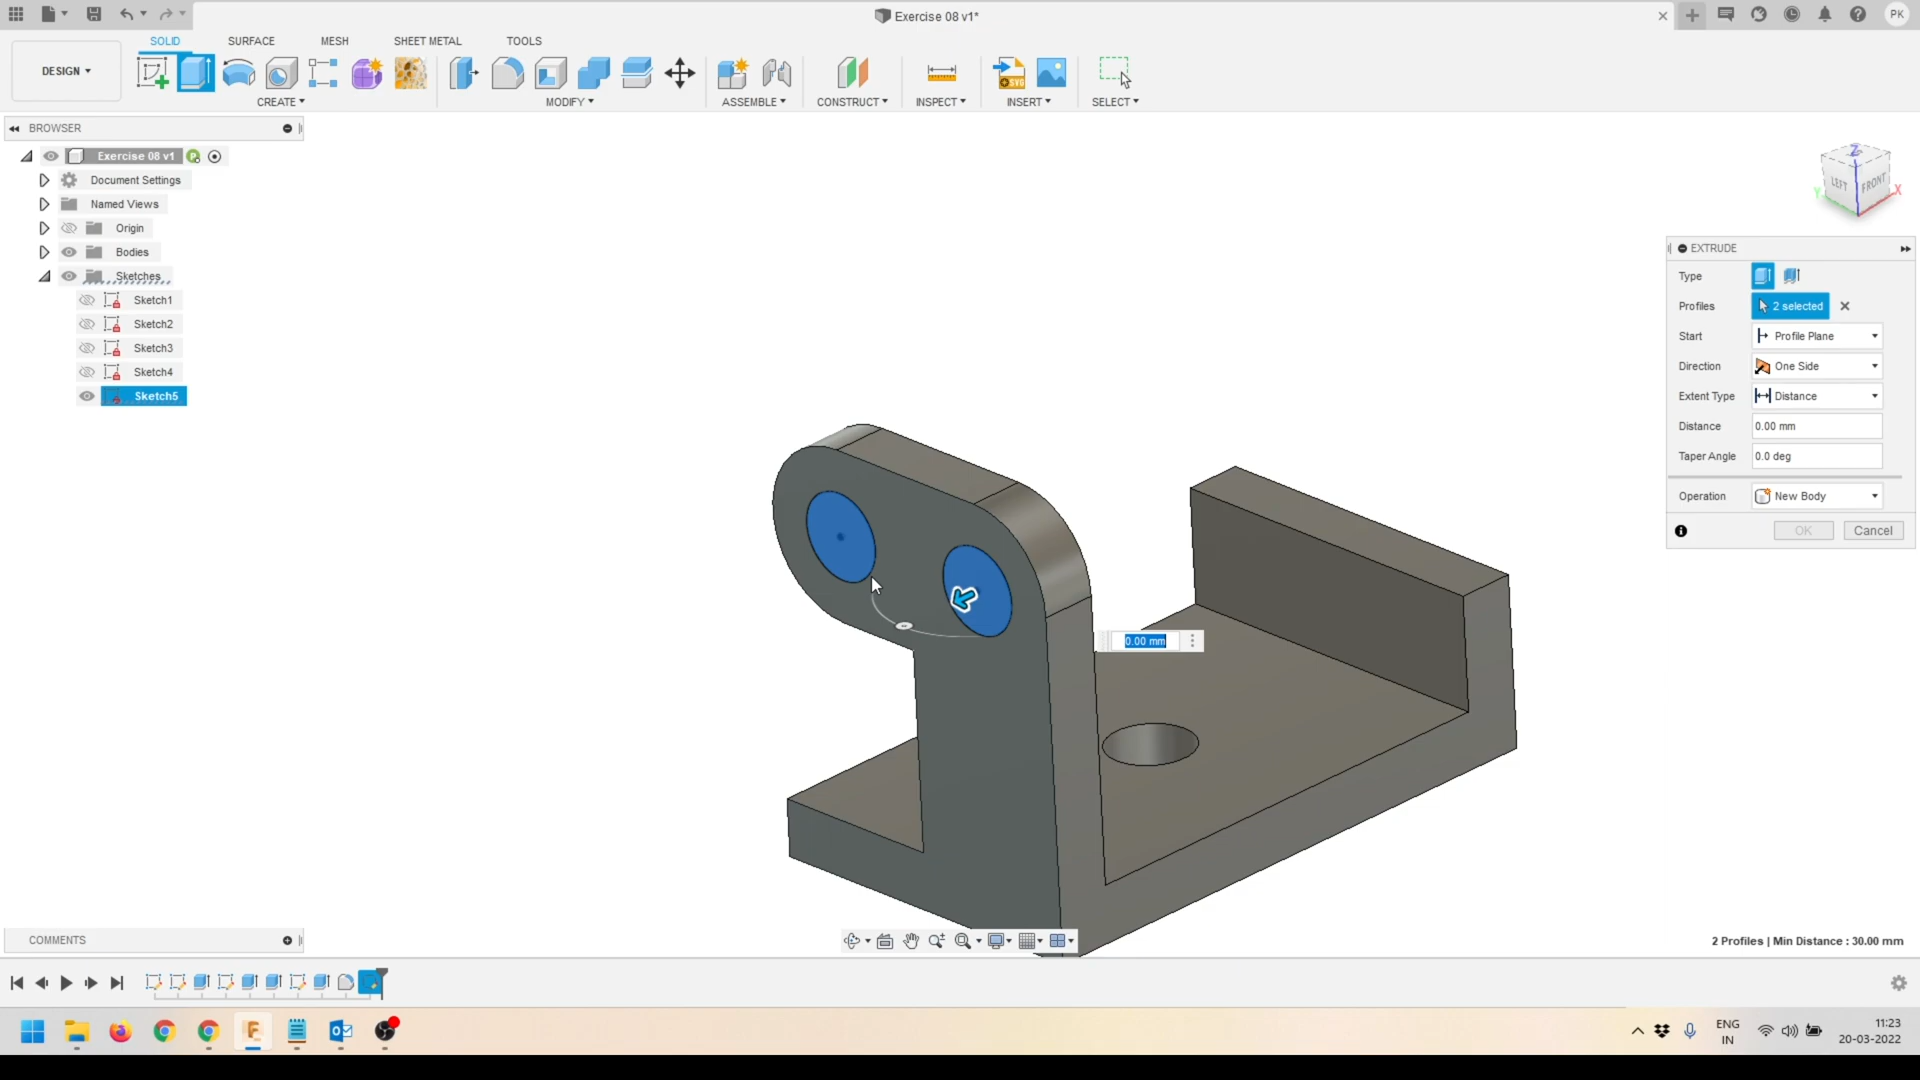 Exercise 08 v1*
PK
DESIGN
SOLID
SURFACE
MESH
SHEET METAL
TOOLS
CREATE
MODIFY
ASSEMBLE
CONSTRUCT
INSPECT
INSERT
SELECT
BROWSER
Exercise 08 v1
Document Settings
Named Views
Origin
Bodies
Sketches
Sketch1
Sketch2
Sketch3
Sketch4
Sketch5
Z
LEFT
FRONT
X
Y
EXTRUDE
Type
Profiles
2 selected
Start
Profile Plane
Direction
One Side
Extent Type
Distance
Distance
0.00 mm
Taper Angle
0.0 deg
Operation
New Body
OK
Cancel
0.00 mm
COMMENTS
2 Profiles | Min Distance : 30.00 mm
ENG
IN
11:23
20-03-2022